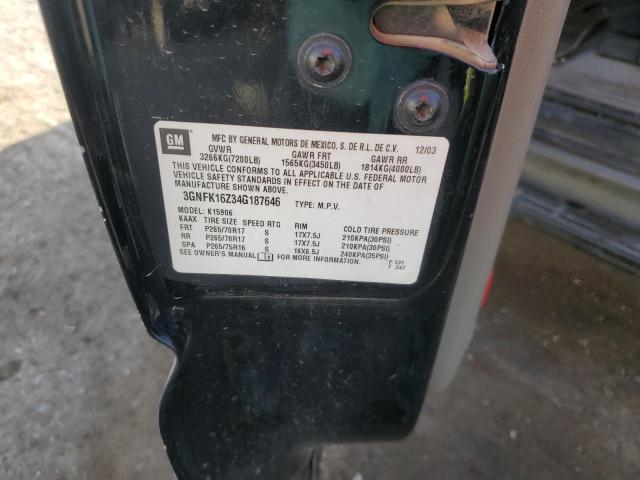 GM
MFD BY GENERAL MOTORS DE MEXICO, S. DE R.L. DE C.V. 12/03
GVWR GAWR FRT GAWR RR
3266KG(7200LB) 1565KG(3450LB) 1814KG(4000LB)
THIS VEHICLE CONFORMS TO ALL APPLICABLE U.S. FEDERAL MOTOR
VEHICLE SAFETY STANDARDS IN EFFECT ON THE DATE OF
MANUFACTURE SHOWN ABOVE.
3GNFK16Z34G187646 TYPE: M.P.V.
MODEL: K15906
KAAX TIRE SIZE SPEED RTG RIM COLD TIRE PRESSURE
FRT P265/70R17 S 17X7.5J 210KPA(30PSI)
RR P265/70R17 S 17X7.5J 210KPA(30PSI)
SPA P265/75R16 S 16X6.5J 240KPA(35PSI)
SEE OWNER'S MANUAL FOR MORE INFORMATION.
F 131
T 347